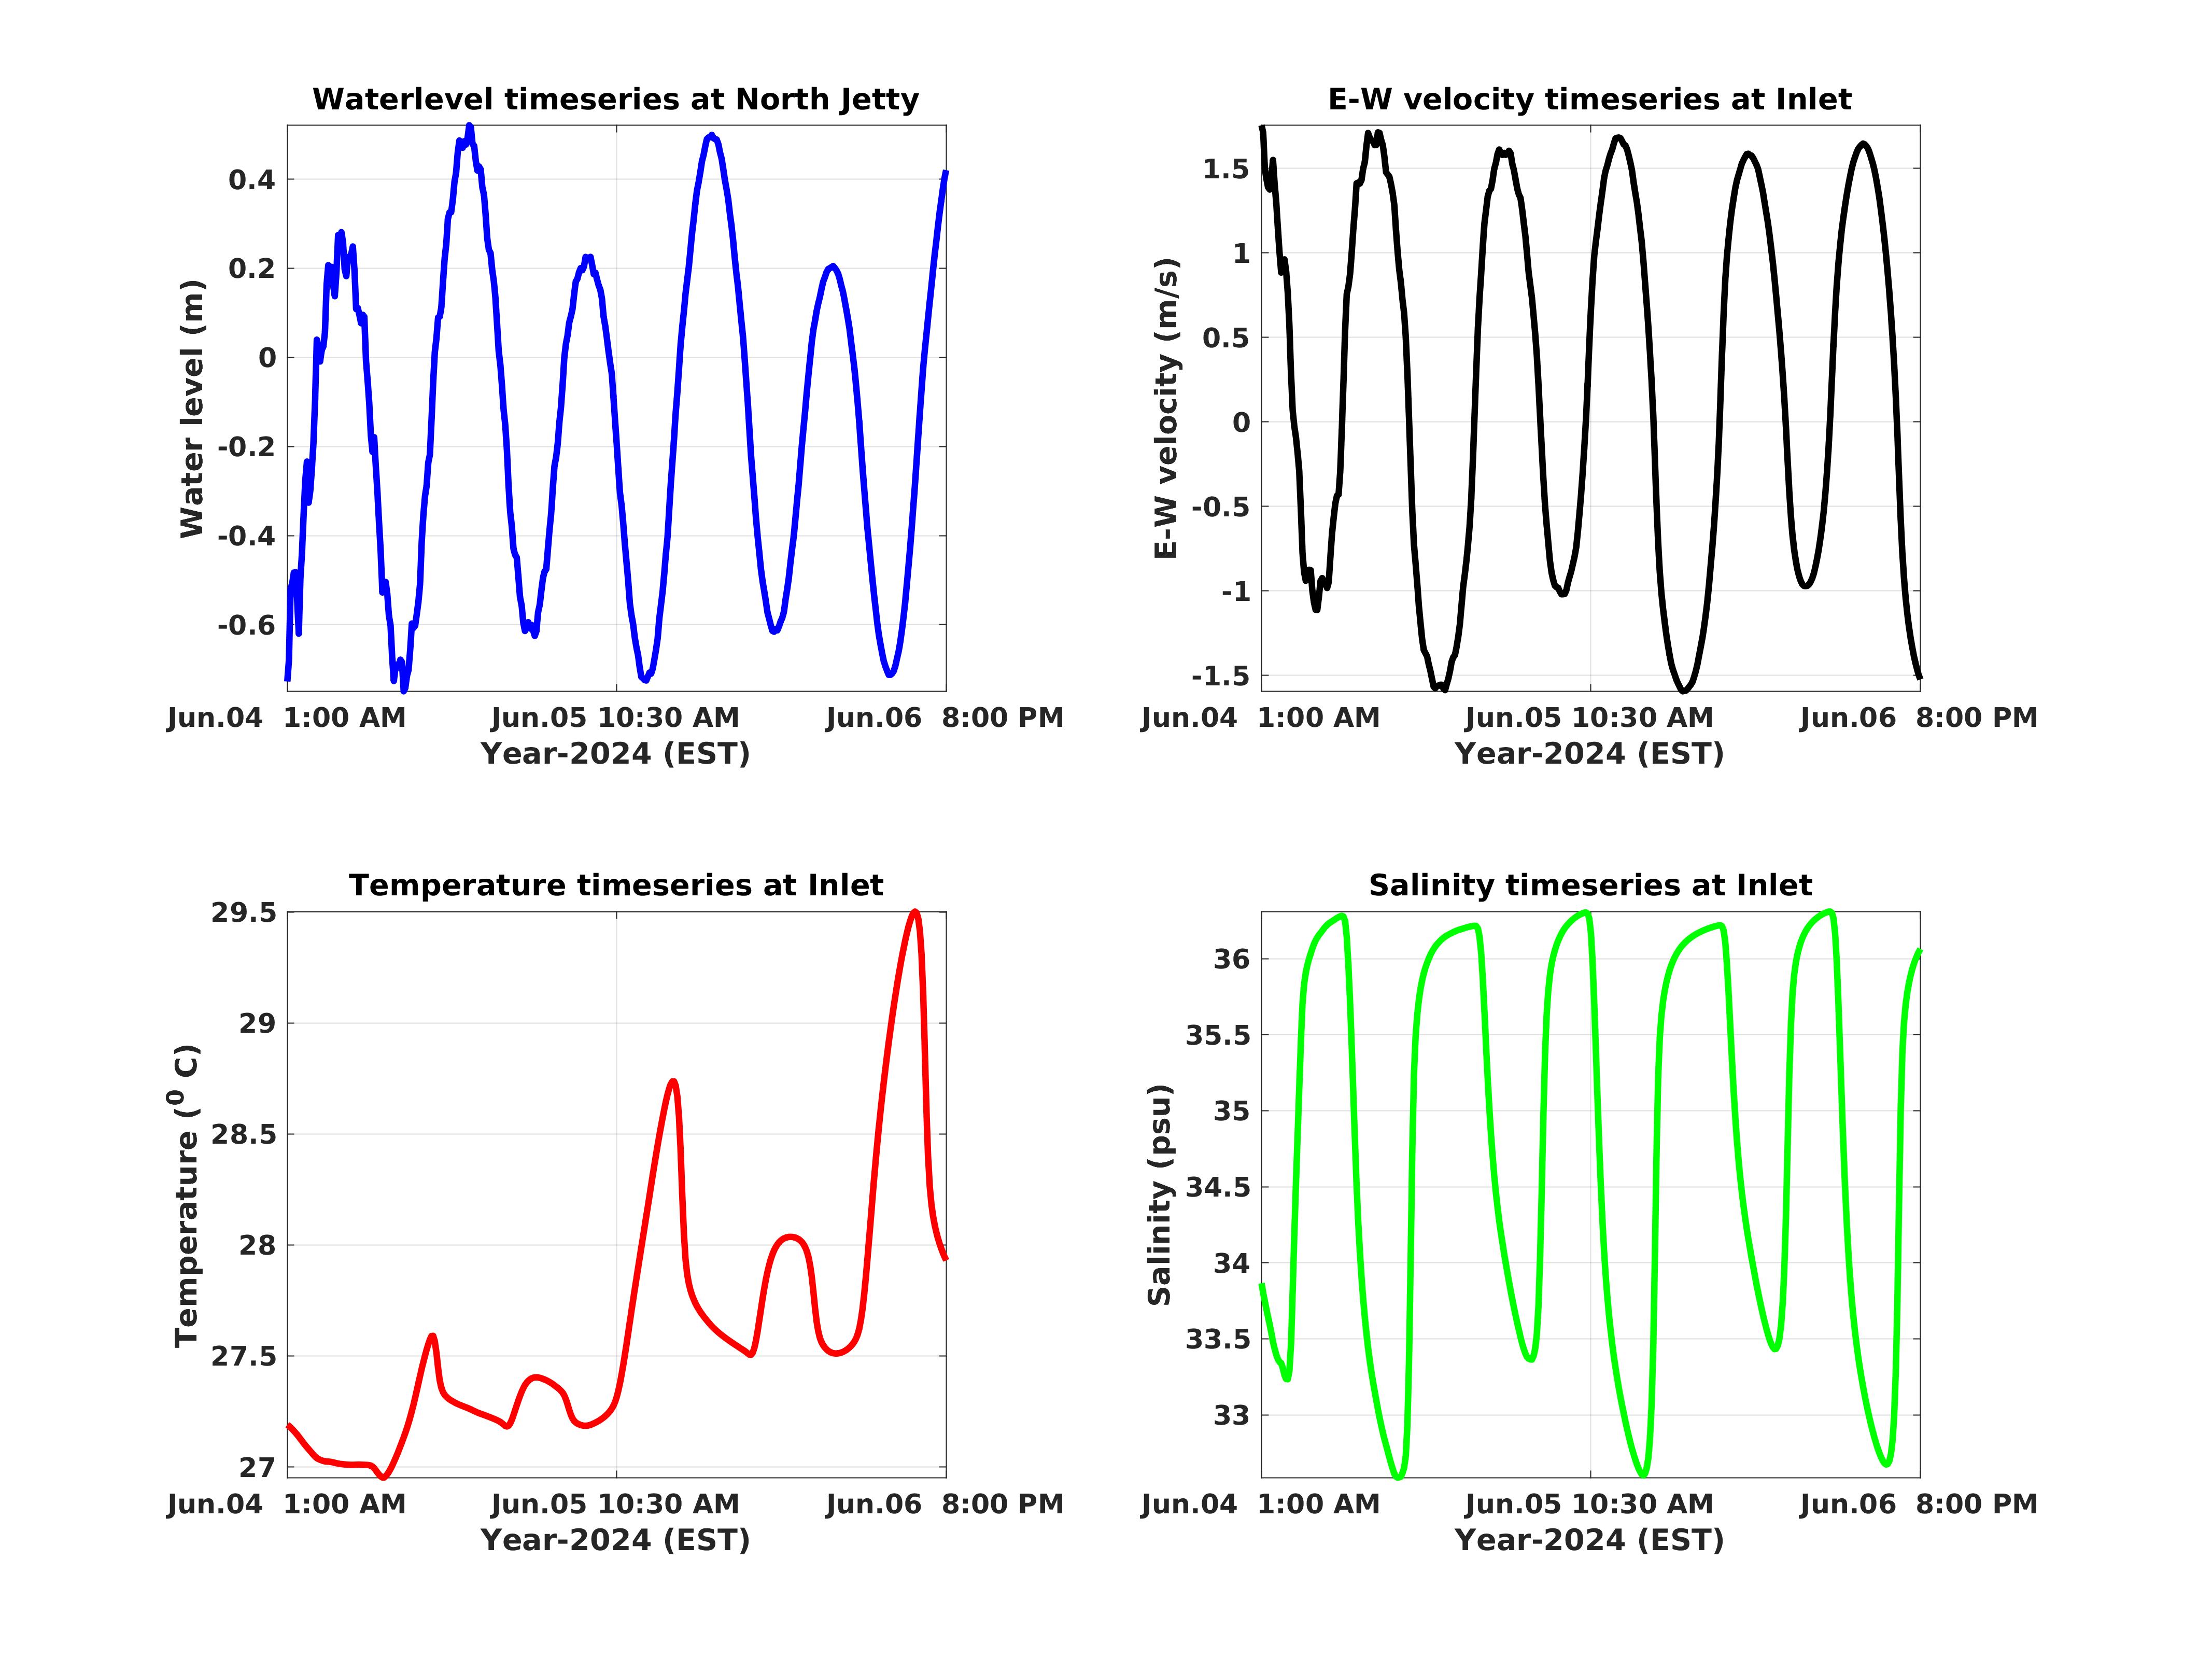 Waterlevel timeseries at North Jetty
Water level (m)
0.4
0.2
0
-0.2
-0.4
-0.6
Jun.04 1:00 AM
Jun.05 10:30 AM
Jun.06 8:00 PM
Year-2024 (EST)
E-W velocity timeseries at Inlet
E-W velocity (m/s)
1.5
1
0.5
0
-0.5
-1
-1.5
Jun.04 1:00 AM
Jun.05 10:30 AM
Jun.06 8:00 PM
Year-2024 (EST)
Temperature timeseries at Inlet
Temperature (⁰ C)
29.5
29
28.5
28
27.5
27
Jun.04 1:00 AM
Jun.05 10:30 AM
Jun.06 8:00 PM
Year-2024 (EST)
Salinity timeseries at Inlet
Salinity (psu)
36
35.5
35
34.5
34
33.5
33
Jun.04 1:00 AM
Jun.05 10:30 AM
Jun.06 8:00 PM
Year-2024 (EST)